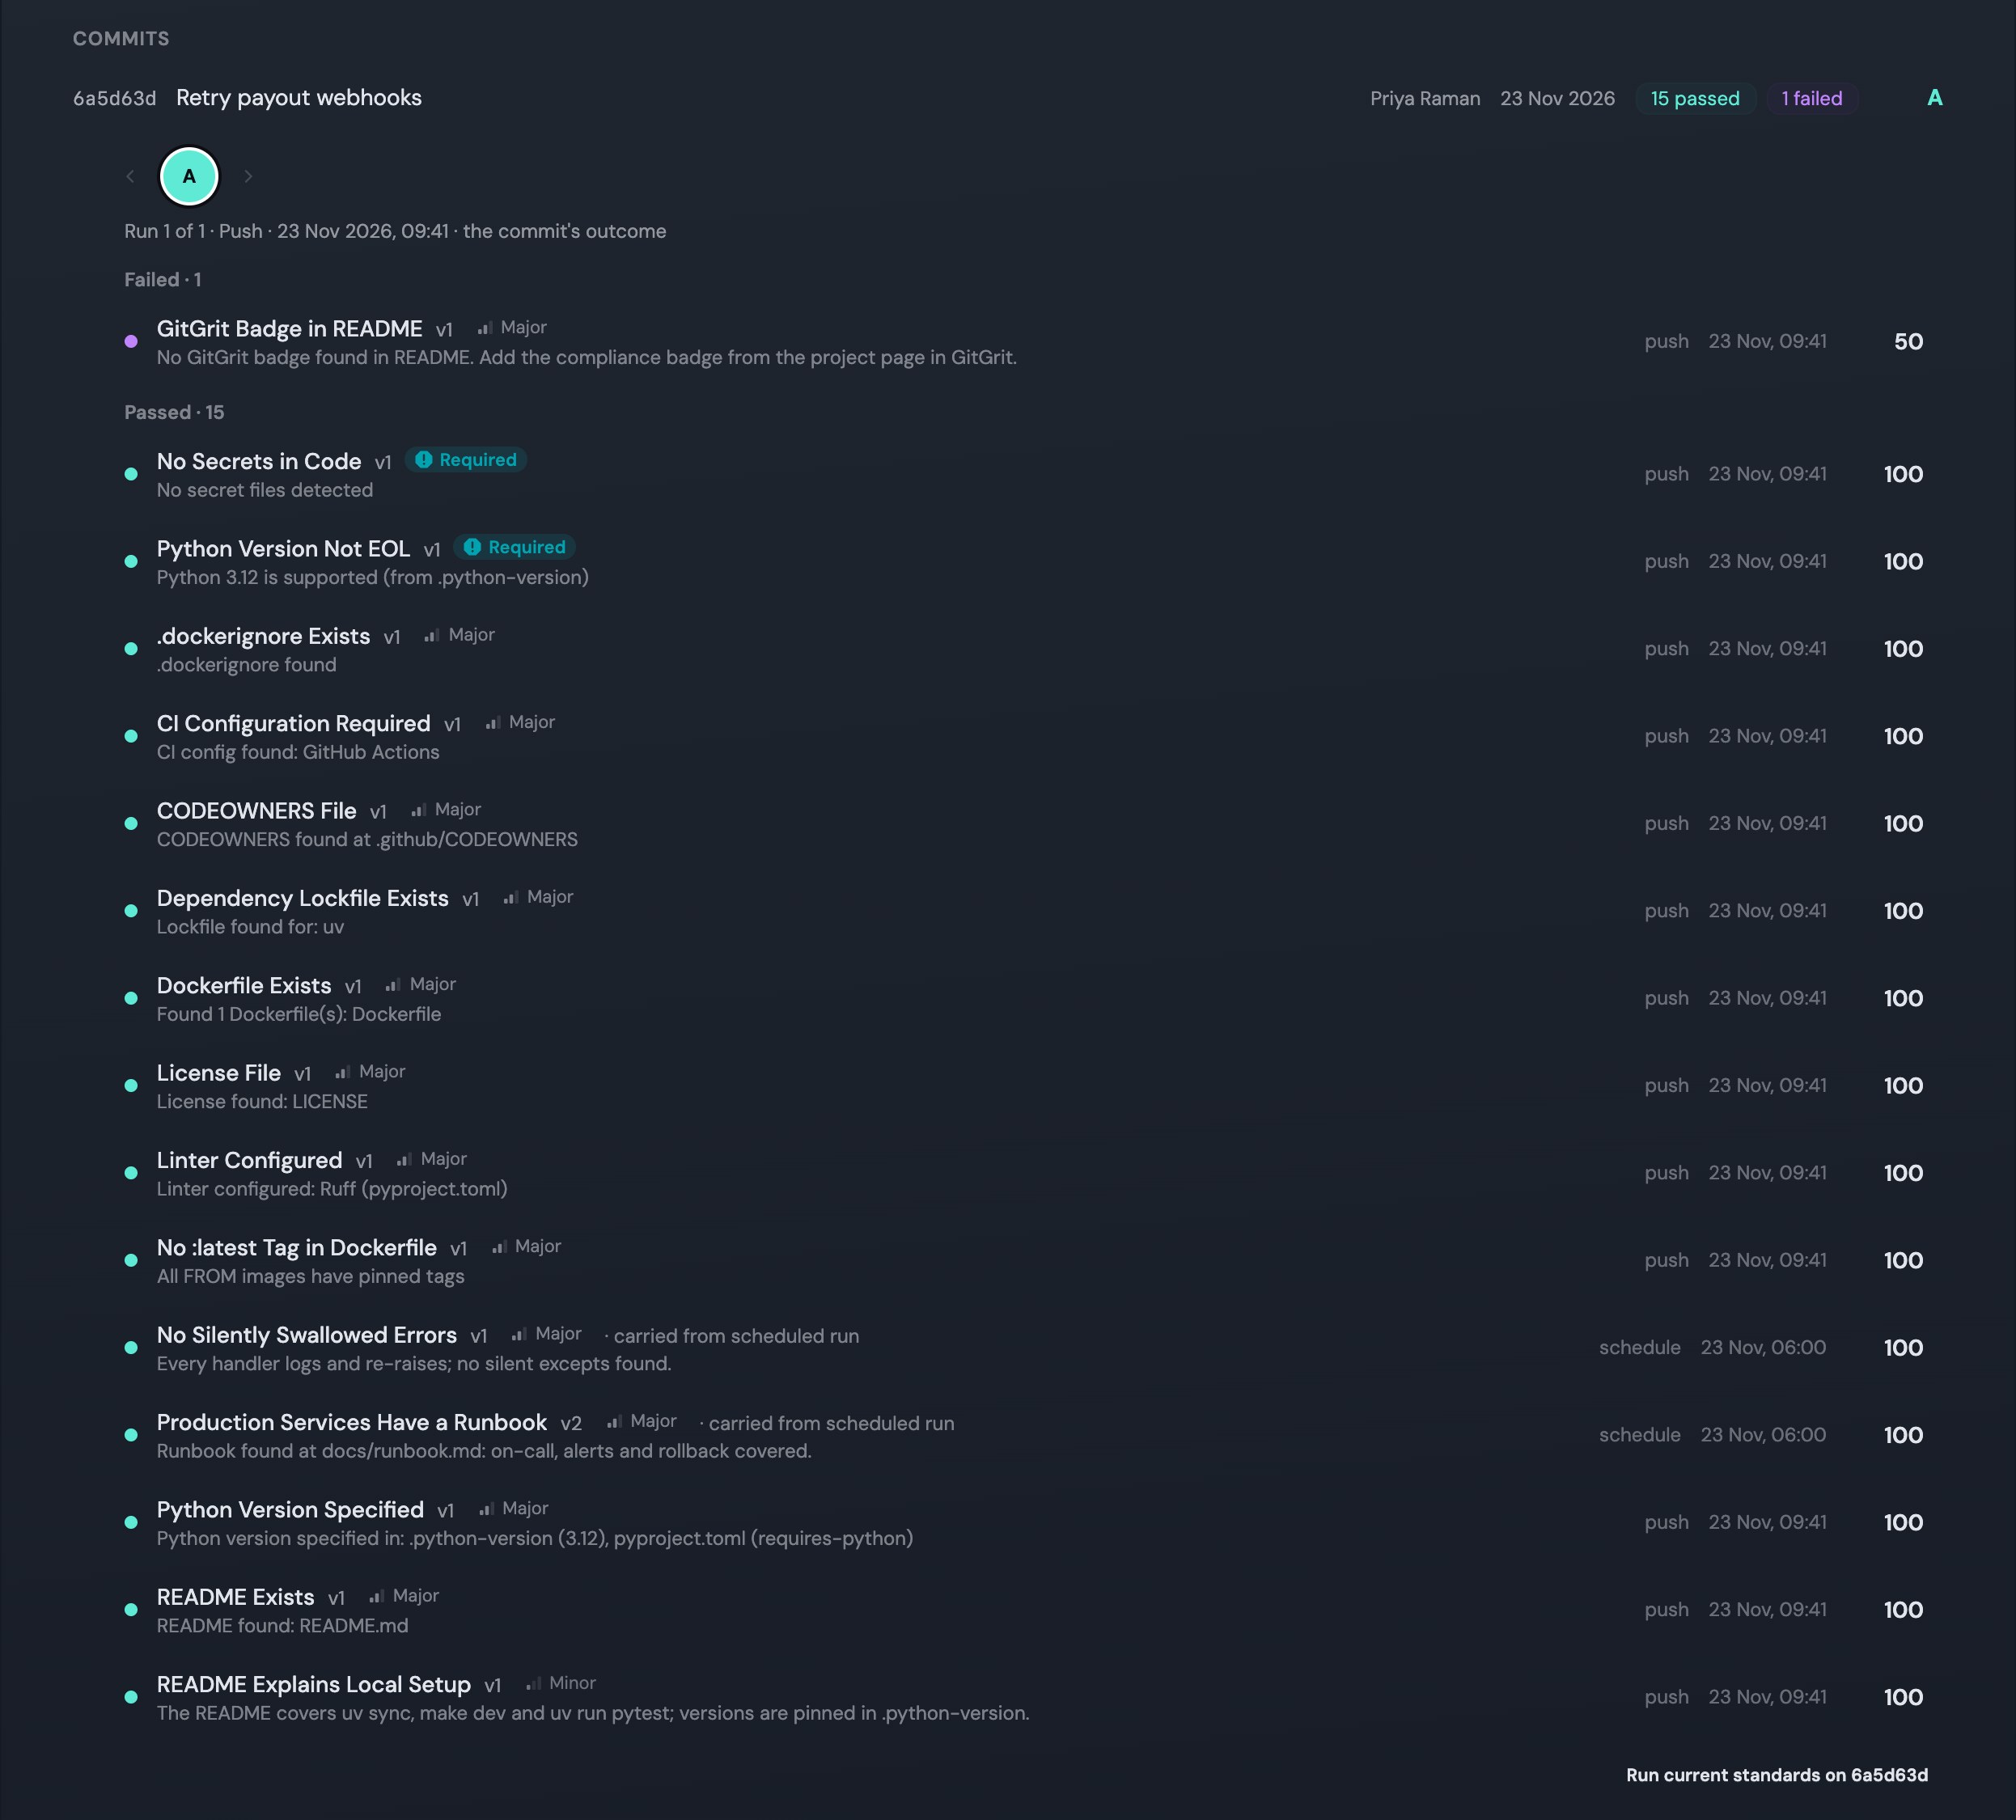 COMMITS
6a5d63d Retry payout webhooks Priya Raman 23 Nov 2026 15 passed 1 failed A
A
Run 1 of 1 · Push · 23 Nov 2026, 09:41 · the commit's outcome
Failed · 1
GitGrit Badge in README v1 Major
No GitGrit badge found in README. Add the compliance badge from the project page in GitGrit.
push 23 Nov, 09:41 50
Passed · 15
No Secrets in Code v1 Required
No secret files detected
push 23 Nov, 09:41 100
Python Version Not EOL v1 Required
Python 3.12 is supported (from .python-version)
push 23 Nov, 09:41 100
.dockerignore Exists v1 Major
.dockerignore found
push 23 Nov, 09:41 100
CI Configuration Required v1 Major
CI config found: GitHub Actions
push 23 Nov, 09:41 100
CODEOWNERS File v1 Major
CODEOWNERS found at .github/CODEOWNERS
push 23 Nov, 09:41 100
Dependency Lockfile Exists v1 Major
Lockfile found for: uv
push 23 Nov, 09:41 100
Dockerfile Exists v1 Major
Found 1 Dockerfile(s): Dockerfile
push 23 Nov, 09:41 100
License File v1 Major
License found: LICENSE
push 23 Nov, 09:41 100
Linter Configured v1 Major
Linter configured: Ruff (pyproject.toml)
push 23 Nov, 09:41 100
No :latest Tag in Dockerfile v1 Major
All FROM images have pinned tags
push 23 Nov, 09:41 100
No Silently Swallowed Errors v1 Major · carried from scheduled run
Every handler logs and re-raises; no silent excepts found.
schedule 23 Nov, 06:00 100
Production Services Have a Runbook v2 Major · carried from scheduled run
Runbook found at docs/runbook.md: on-call, alerts and rollback covered.
schedule 23 Nov, 06:00 100
Python Version Specified v1 Major
Python version specified in: .python-version (3.12), pyproject.toml (requires-python)
push 23 Nov, 09:41 100
README Exists v1 Major
README found: README.md
push 23 Nov, 09:41 100
README Explains Local Setup v1 Minor
The README covers uv sync, make dev and uv run pytest; versions are pinned in .python-version.
push 23 Nov, 09:41 100
Run current standards on 6a5d63d